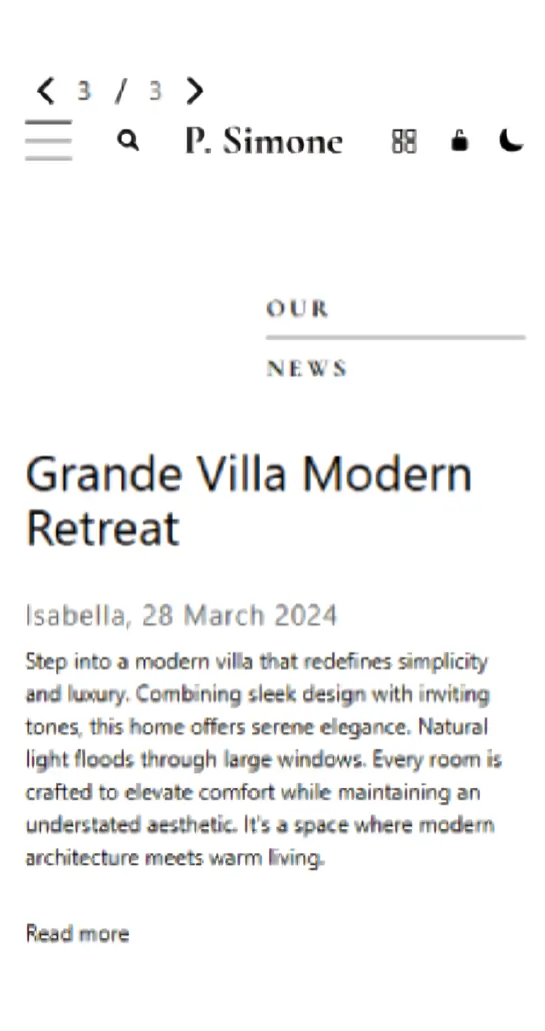 3 / 3
P. Simone
OUR
NEWS
Grande Villa Modern
Retreat
Isabella, 28 March 2024
Step into a modern villa that redefines simplicity
and luxury. Combining sleek design with inviting
tones, this home offers serene elegance. Natural
light floods through large windows. Every room is
crafted to elevate comfort while maintaining an
understated aesthetic. It's a space where modern
architecture meets warm living.
Read more